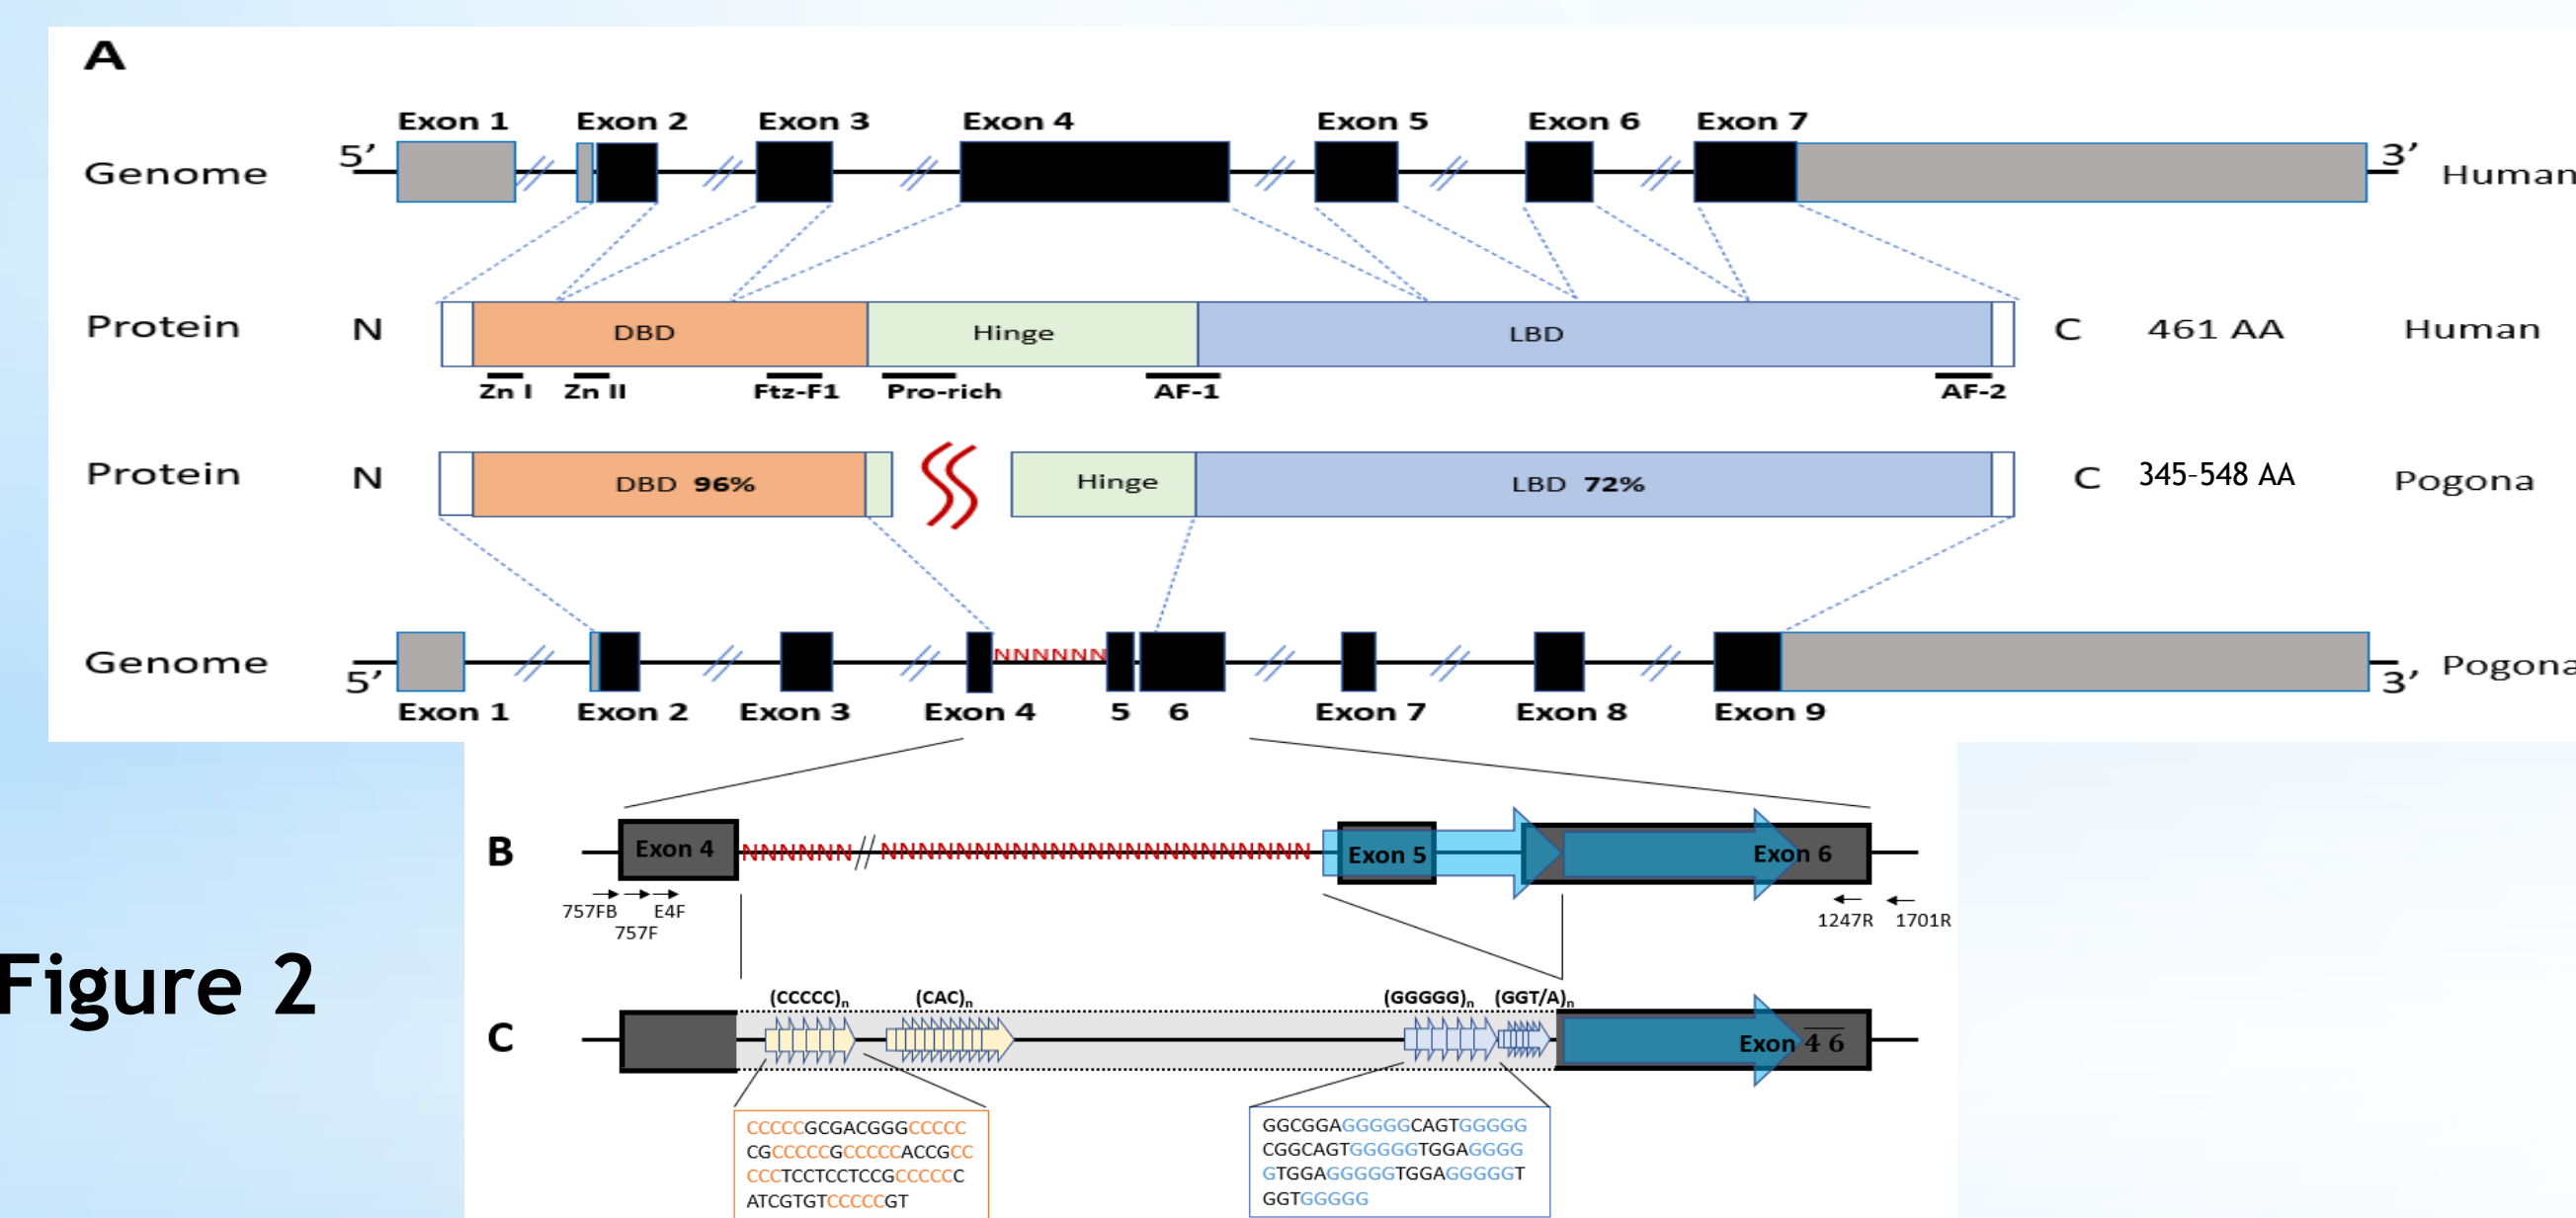 A
Exon 1 Exon 2 Exon 3 Exon 4 Exon 5 Exon 6 Exon 7
Genome 5’ 3’ Human
Protein N DBD Hinge LBD C 461 AA Human
Zn I Zn II Ftz-F1 Pro-rich AF-1 AF-2
Protein N DBD 96% Hinge LBD 72% C 345-548 AA Pogona
Genome 5’ NNNNNN 3’ Pogona
Exon 1 Exon 2 Exon 3 Exon 4 5 6 Exon 7 Exon 8 Exon 9
B Exon 4 Exon 5 Exon 6
757FB E4F 1247R 1701R
757F
Figure 2
(CCCCC)n (CAC)n (GGGGG)n (GGT/A)n
C Exon 4 6
CCCCCGCGACGGGCCCCC
CGCCCCCGCCCCCACCGCC
CCCTCCTCCTCCGCCCCCC
ATCGTGTCCCCCGT
GGCGGAGGGGGCAGTGGGGG
CGGCAGTGGGGGTGGAGGGG
GTGGAGGGGGTGGAGGGGGT
GGTGGGGG